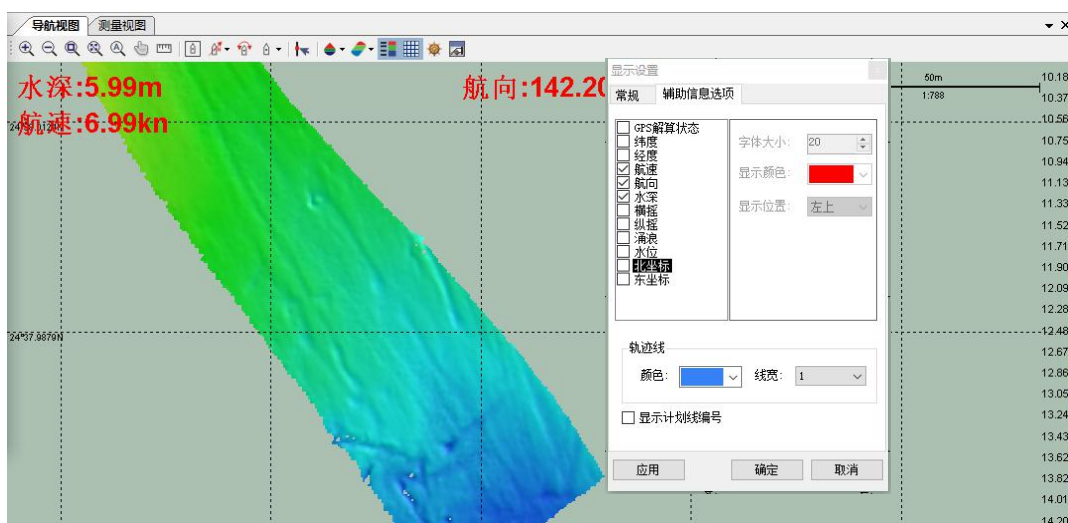 导航视图 测量视图
水深:5.99m
航向:142.20
航速:6.99kn
50m
1:788
24°37.9879N
10.18
10.37
10.56
10.75
10.94
11.13
11.33
11.52
11.71
11.90
12.09
12.28
12.48
12.67
12.86
13.05
13.24
13.43
13.62
13.82
14.01
14.20
显示设置
常规 辅助信息选项
GPS解算状态
纬度
经度
航速
航向
水深
横摇
纵摇
涌浪
水位
北坐标
东坐标
字体大小: 20
显示颜色:
显示位置: 左上
轨迹线
颜色: 线宽: 1
显示计划线编号
应用 确定 取消